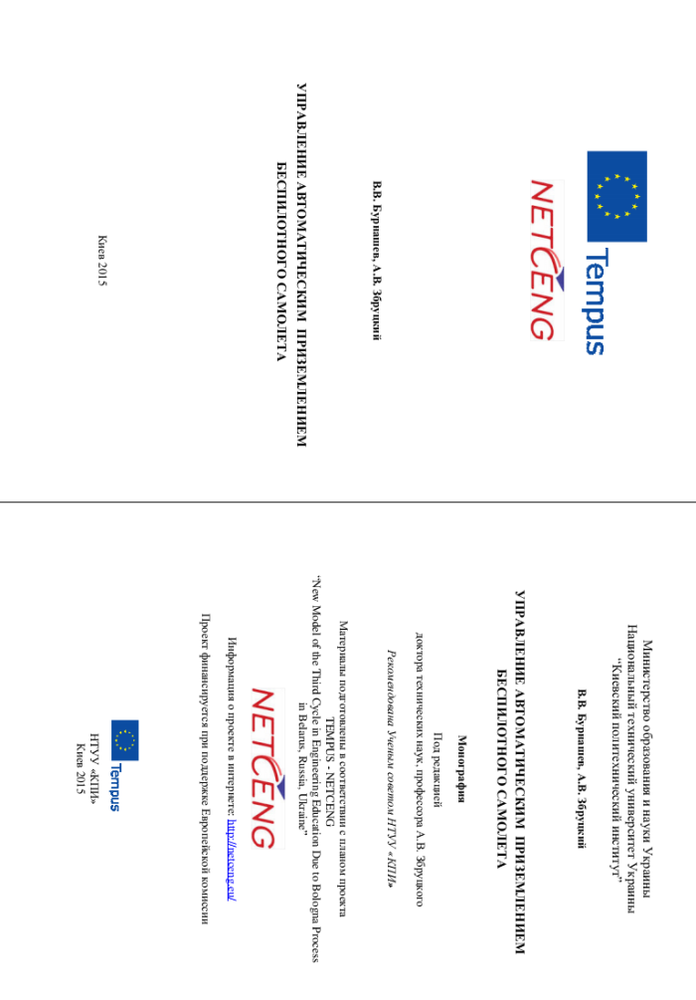 Tempus
NETCENG
В.В. Бурнашев, А.В. Збруцкий
УПРАВЛЕНИЕ АВТОМАТИЧЕСКИМ ПРИЗЕМЛЕНИЕМ
БЕСПИЛОТНОГО САМОЛЕТА
Киев 2015
Министерство образования и науки Украины
Национальный технический университет Украины
“Киевский политехнический институт”
В.В. Бурнашев, А.В. Збруцкий
УПРАВЛЕНИЕ АВТОМАТИЧЕСКИМ ПРИЗЕМЛЕНИЕМ
БЕСПИЛОТНОГО САМОЛЕТА
Монография
Под редакцией
доктора технических наук, профессора А.В. Збруцкого
Рекомендована Ученым советом НТУУ «КПИ»
Материалы подготовлены в соответствии с планом проекта
TEMPUS - NETCENG
“New Model of the Third Cycle in Engineering Education Due to Bologna Process
in Belarus, Russia, Ukraine”
NETCENG
Информация о проекте в интернете: http://netceng.eu/
Проект финансируется при поддержке Европейской комиссии
Tempus
НТУУ «КПИ»
Киев 2015